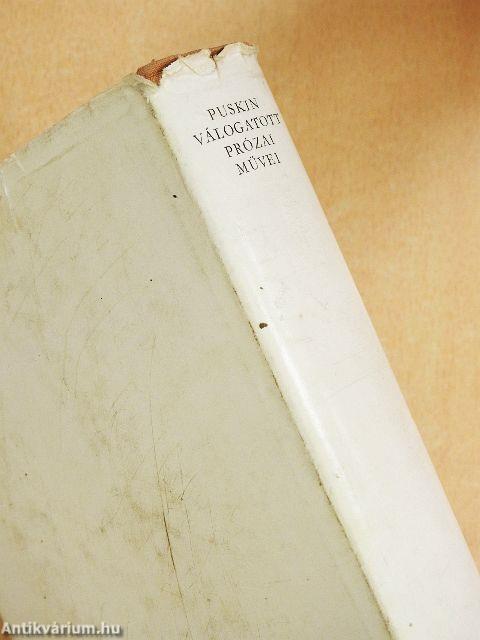 PUSKIN
VÁLOGATOTT
PRÓZAI
MŰVEI
Antikvárium.hu